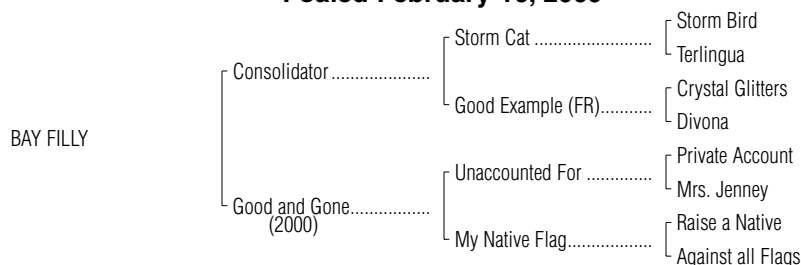 Storm Bird
Storm Cat
Terlingua
Consolidator
Crystal Glitters
Good Example (FR)
Divona
BAY FILLY
Private Account
Unaccounted For
Mrs. Jenney
Good and Gone
(2000)
Raise a Native
My Native Flag
Against all Flags